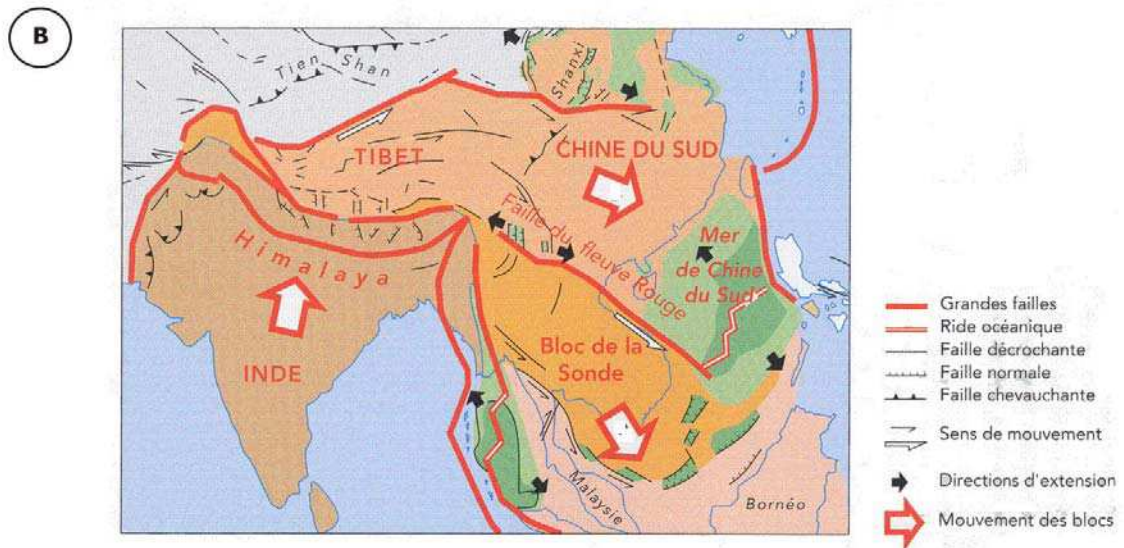 B
Tien Shan
Shanxi
TIBET
CHINE DU SUD
Faille du fleuve Rouge
Mer
de Chine
du Sud
Himalaya
INDE
Bloc de la
Sonde
Malaysie
Bornéo
Grandes failles
Ride océanique
Faille décrochante
Faille normale
Faille chevauchante
Sens de mouvement
Directions d'extension
Mouvement des blocs